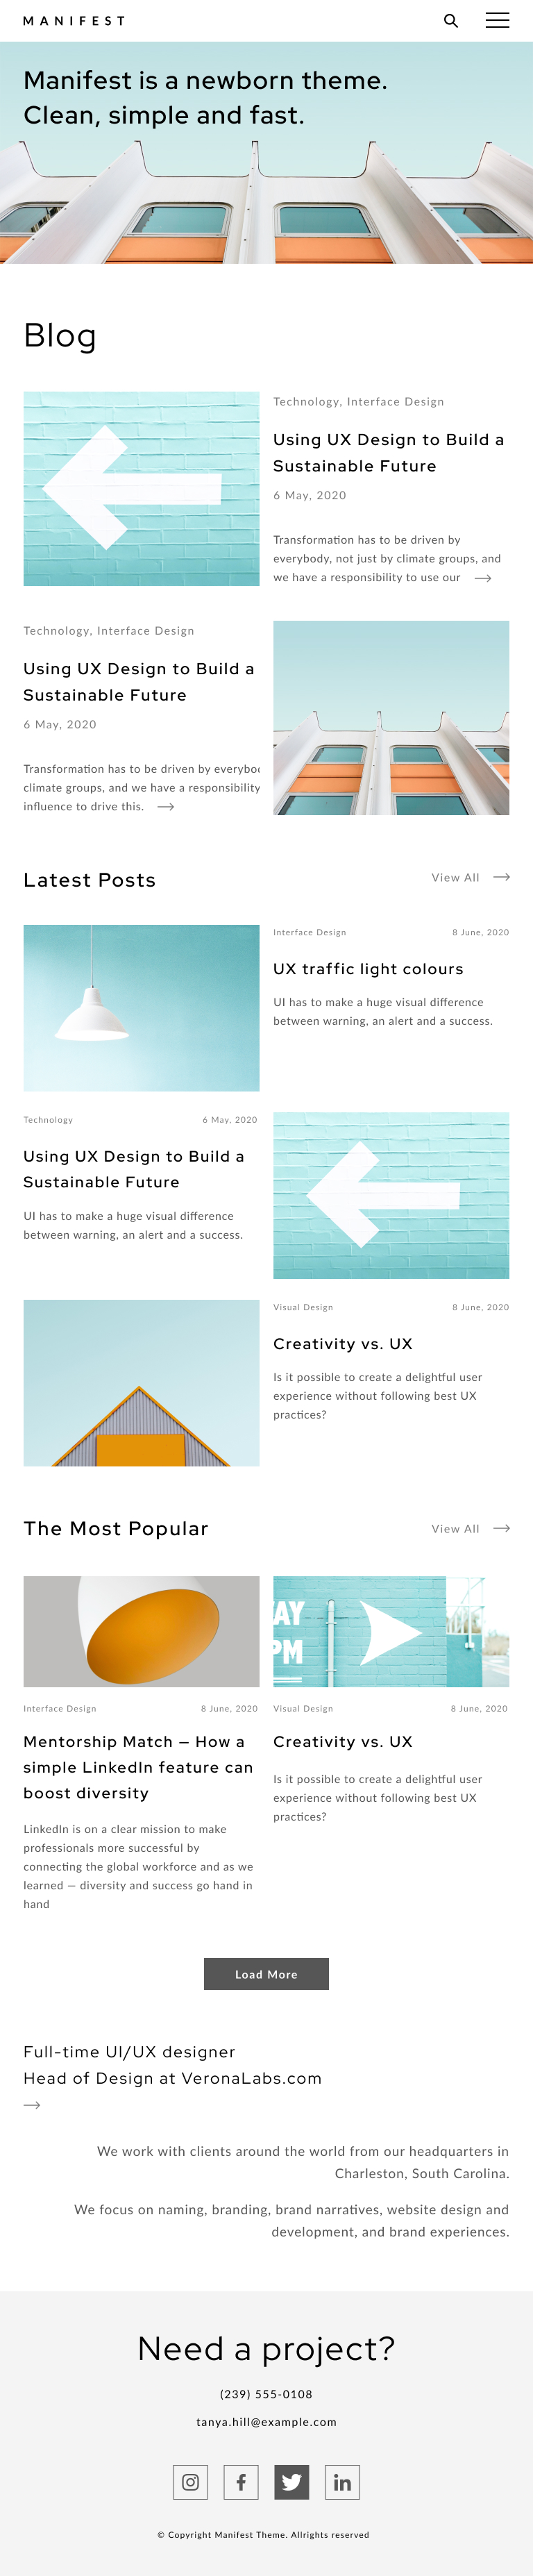 MANIFEST
Manifest is a newborn theme.
Clean, simple and fast.
Blog
Technology, Interface Design
Using UX Design to Build a
Sustainable Future
6 May, 2020
Transformation has to be driven by
everybody, not just by climate groups, and
we have a responsibility to use our
Technology, Interface Design
Using UX Design to Build a
Sustainable Future
6 May, 2020
Transformation has to be driven by
climate groups, and we have a responsibility
influence to drive this.
Latest Posts
View All
Interface Design
8 June, 2020
UX traffic light colours
UI has to make a huge visual difference
between warning, an alert and a success.
Technology
6 May, 2020
Using UX Design to Build a
Sustainable Future
UI has to make a huge visual difference
between warning, an alert and a success.
Visual Design
8 June, 2020
Creativity vs. UX
Is it possible to create a delightful user
experience without following best UX
practices?
The Most Popular
View All
AY
PM
Interface Design
8 June, 2020
Mentorship Match — How a
simple LinkedIn feature can
boost diversity
LinkedIn is on a clear mission to make
professionals more successful by
connecting the global workforce and as we
learned — diversity and success go hand in
hand
Visual Design
8 June, 2020
Creativity vs. UX
Is it possible to create a delightful user
experience without following best UX
practices?
Load More
Full-time UI/UX designer
Head of Design at VeronaLabs.com
We work with clients around the world from our headquarters in
Charleston, South Carolina.
We focus on naming, branding, brand narratives, website design and
development, and brand experiences.
Need a project?
(239) 555-0108
tanya.hill@example.com
© Copyright Manifest Theme. Allrights reserved